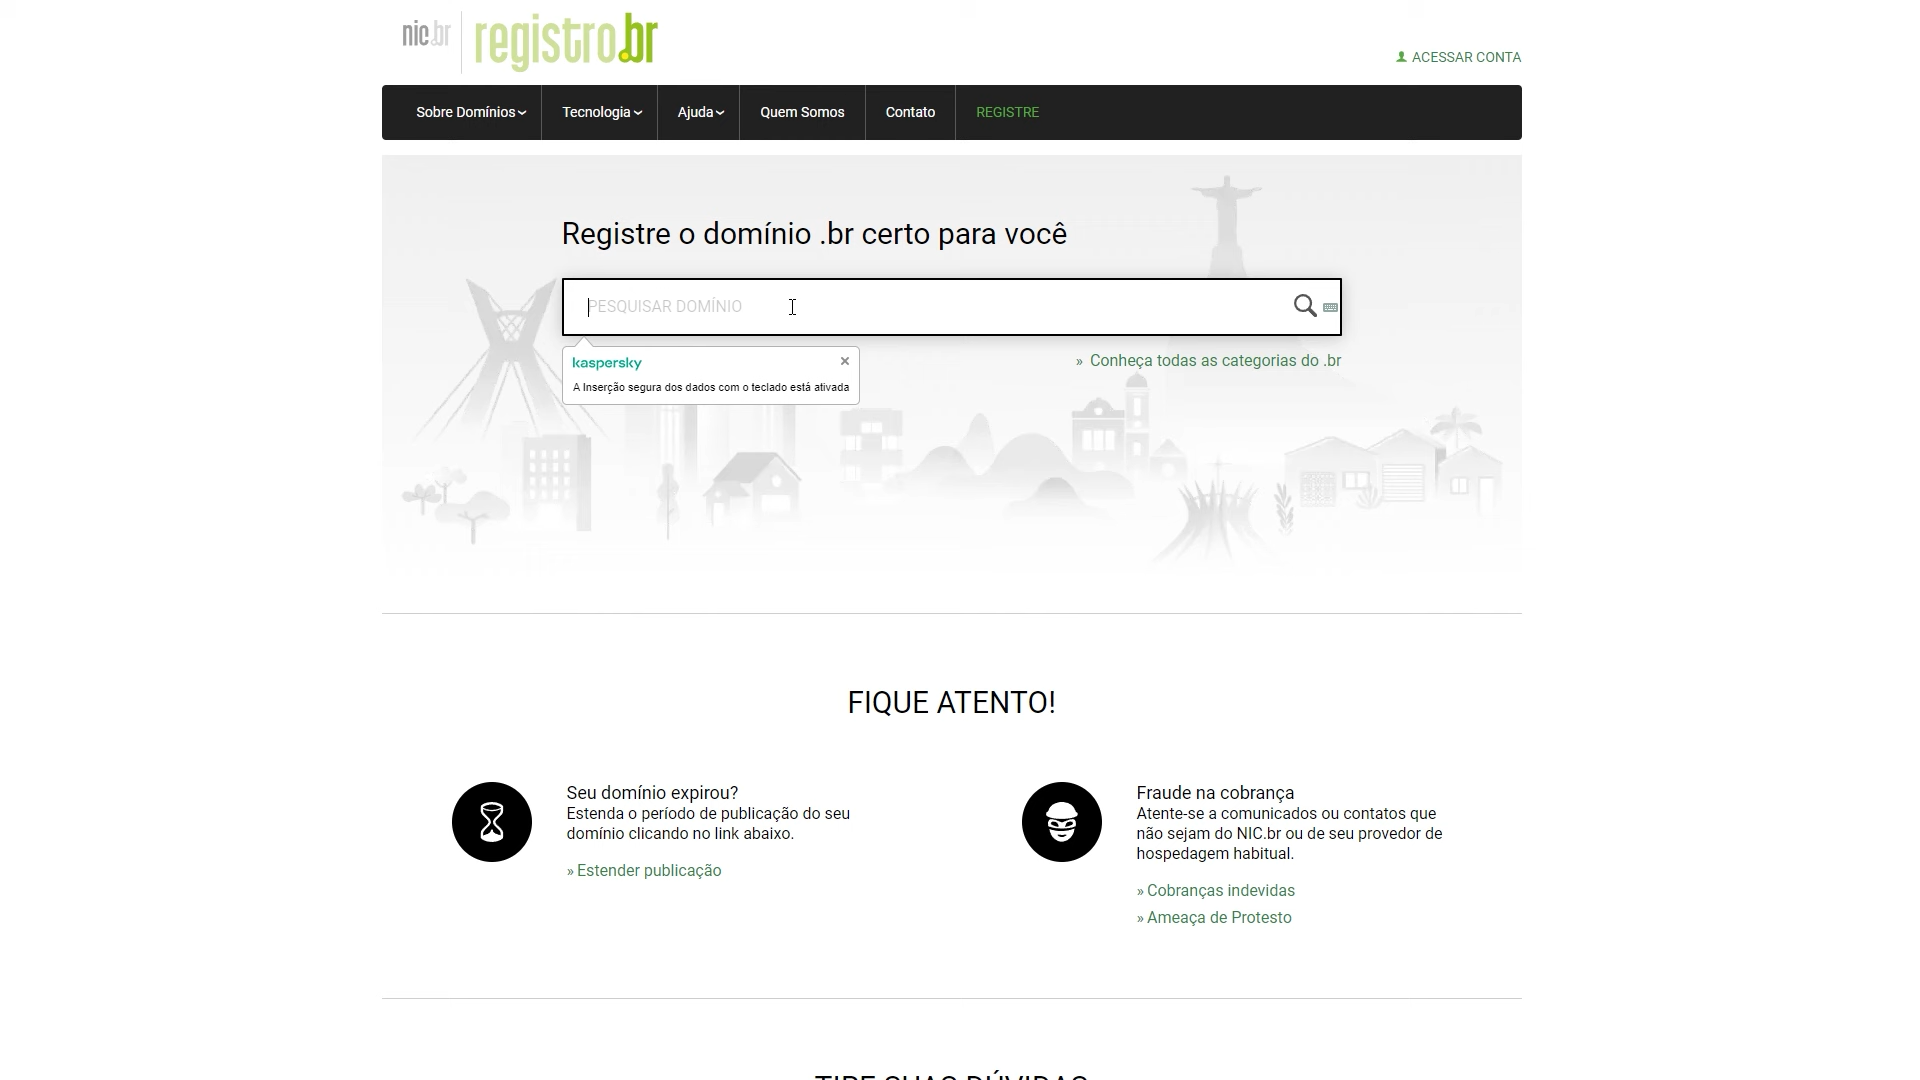 nic.br registro.br
ACESSAR CONTA
Sobre Domínios Tecnologia Ajuda Quem Somos Contato REGISTRE
Registre o domínio .br certo para você
PESQUISAR DOMÍNIO
» Conheça todas as categorias do .br
kaspersky
A Inserção segura dos dados com o teclado está ativada
FIQUE ATENTO!
Seu domínio expirou?
Estenda o período de publicação do seu
domínio clicando no link abaixo.
» Estender publicação
Fraude na cobrança
Atente-se a comunicados ou contatos que
não sejam do NIC.br ou de seu provedor de
hospedagem habitual.
» Cobranças indevidas
» Ameaça de Protesto
TIRE SUAS DÚVIDAS